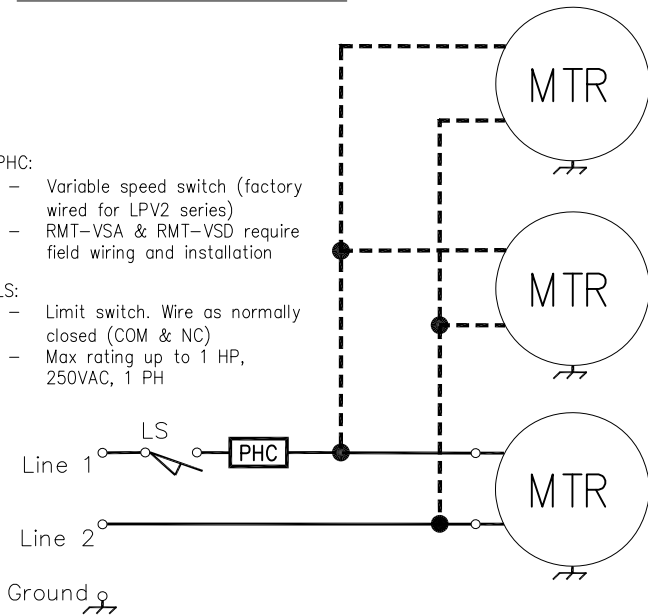 MTR
PHC:
– Variable speed switch (factory
wired for LPV2 series)
– RMT–VSA & RMT–VSD require
field wiring and installation
MTR
LS:
– Limit switch. Wire as normally
closed (COM & NC)
– Max rating up to 1 HP,
250VAC, 1 PH
LS
Line 1
PHC
MTR
Line 2
Ground